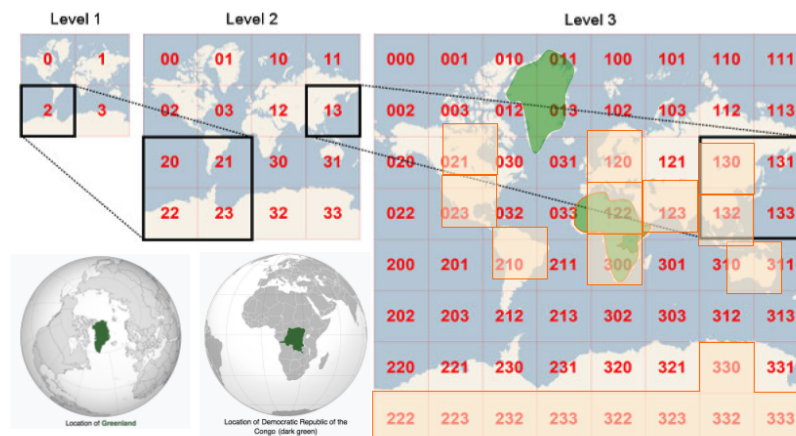 Level 1
Level 2
Level 3
0 1
2 3
00 01 10 11
02 03 12 13
20 21 30 31
22 23 32 33
000 001 010 011 100 101 110 111
002 003 012 013 102 103 112 113
020 021 030 031 120 121 130 131
022 023 032 033 122 123 132 133
200 201 210 211 300 301 310 311
202 203 212 213 302 303 312 313
220 221 230 231 320 321 330 331
222 223 232 233 322 323 332 333
Location of Greenland
Location of Democratic Republic of the
Congo (dark green)